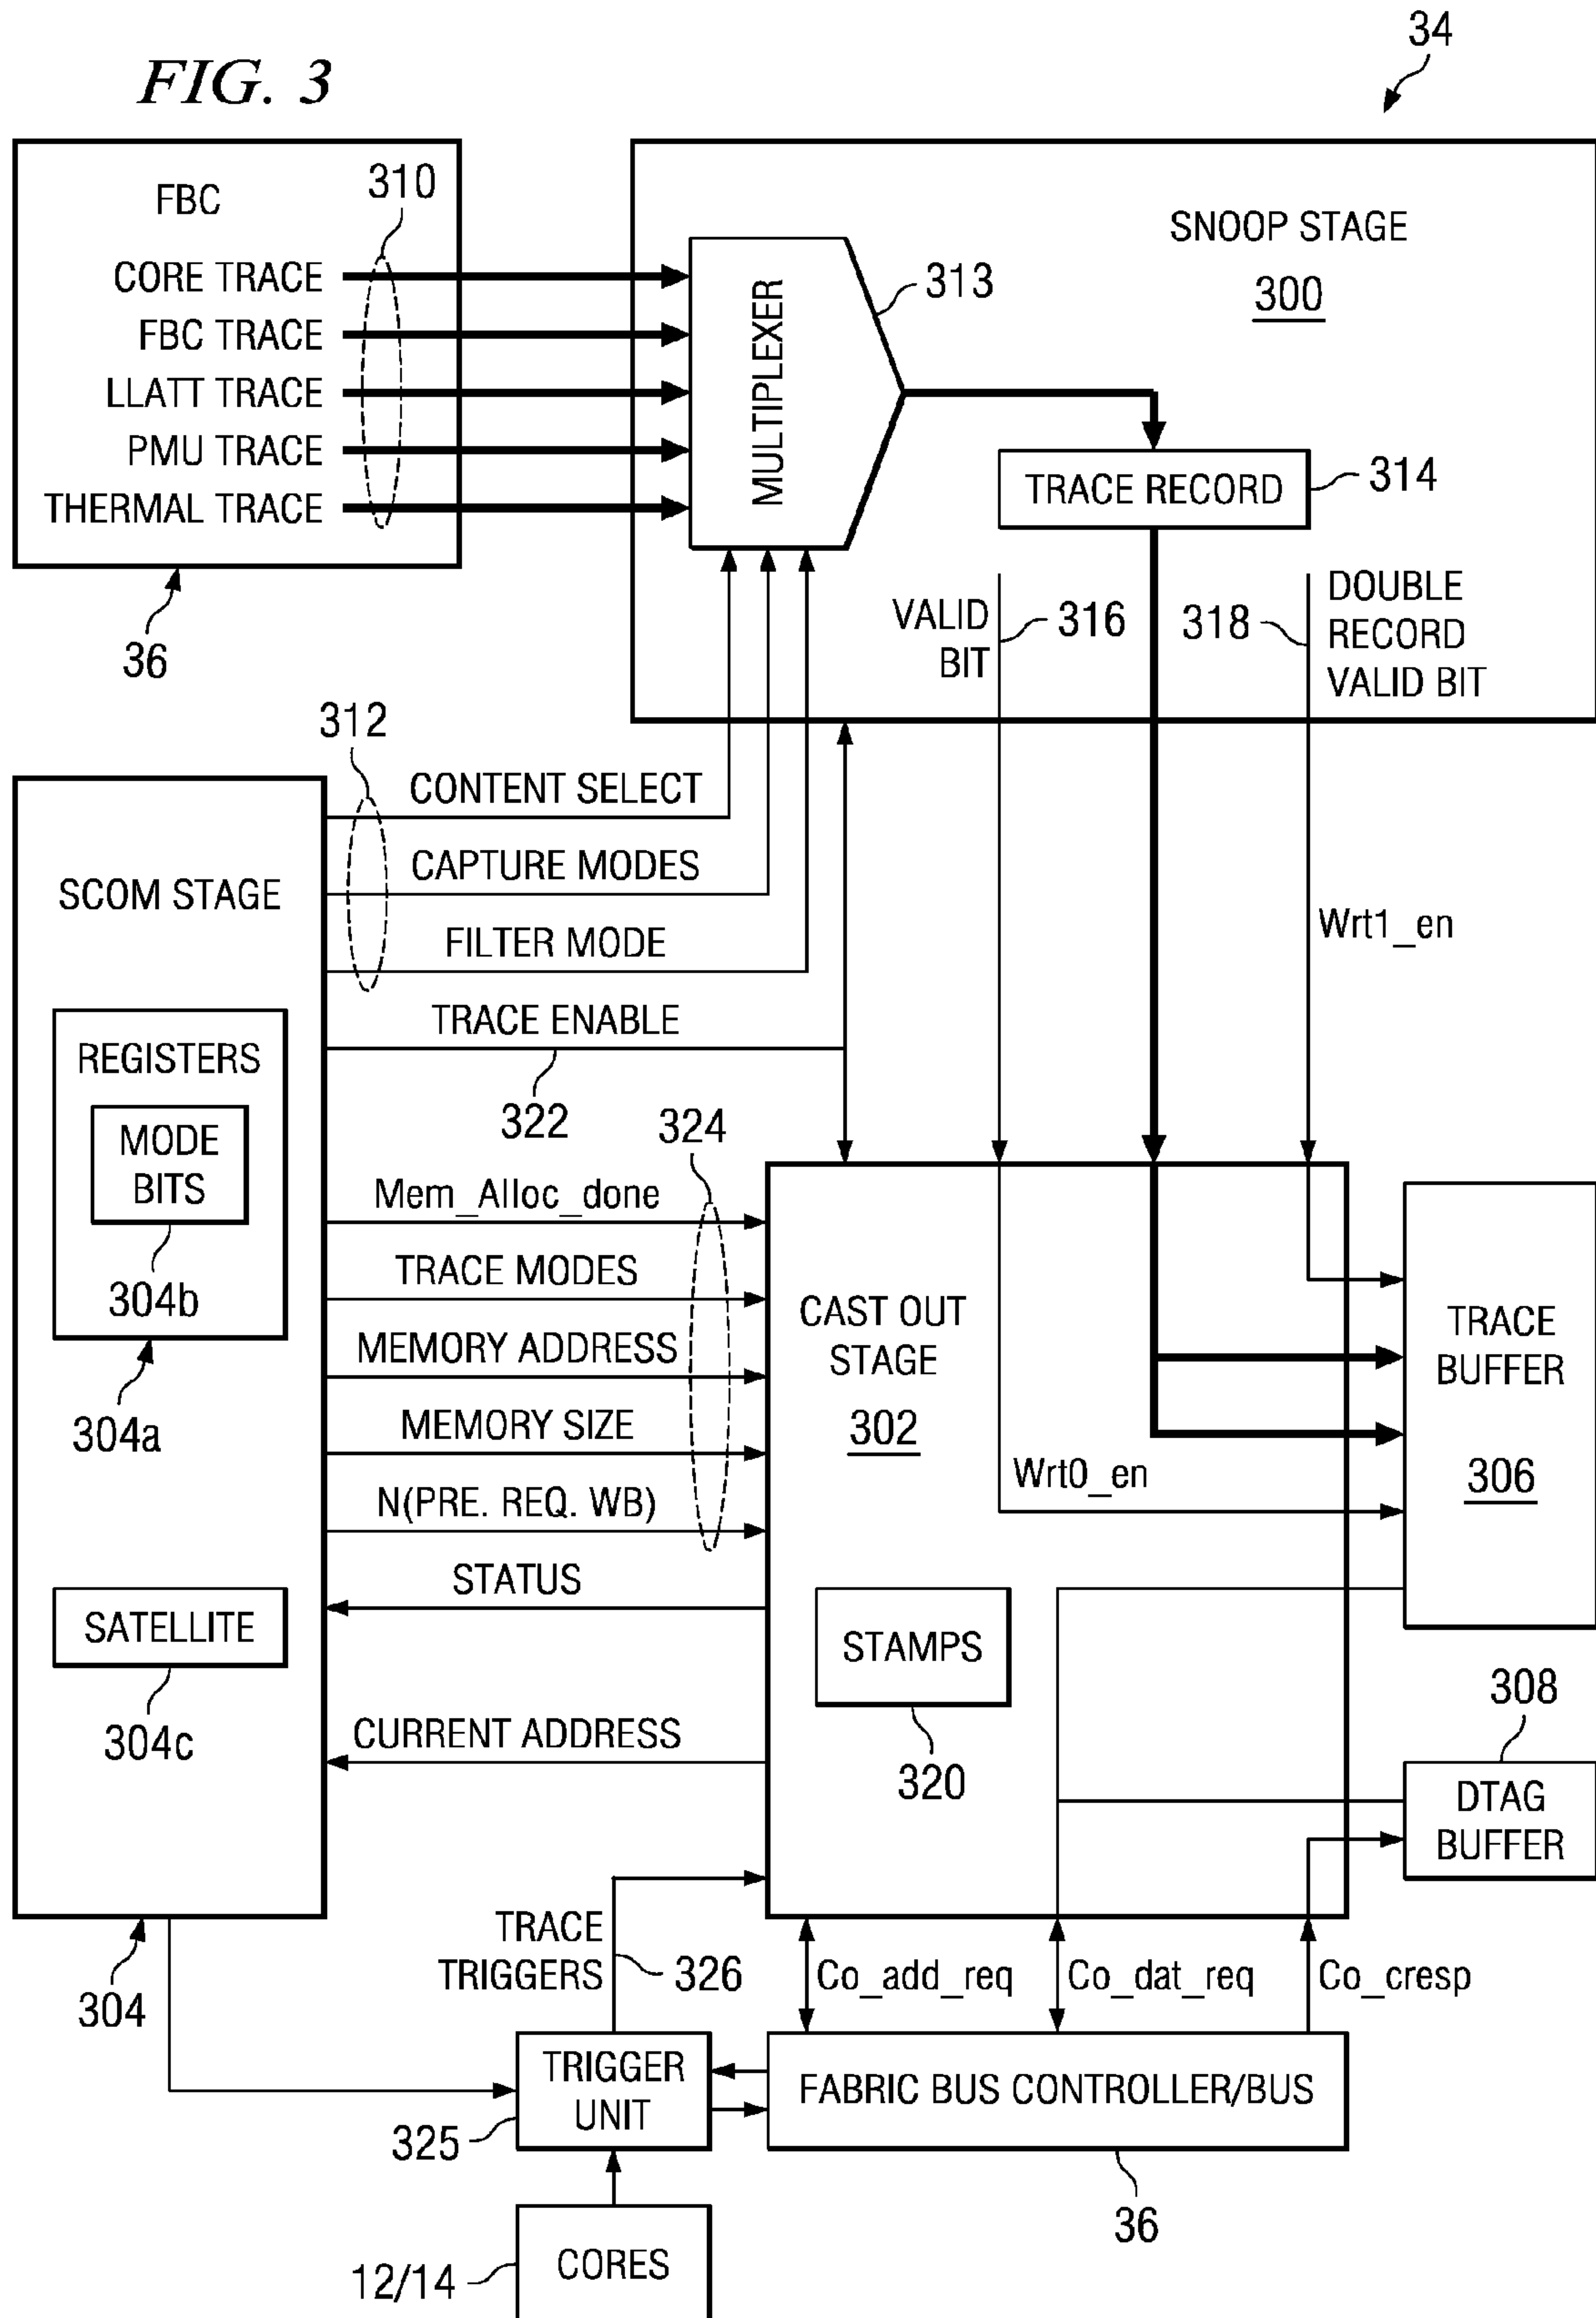 FIG. 3
34
FBC
310
CORE TRACE
FBC TRACE
LLATT TRACE
PMU TRACE
THERMAL TRACE
36
MULTIPLEXER
313
SNOOP STAGE
300
TRACE RECORD
314
VALID
BIT
316
318
DOUBLE
RECORD
VALID BIT
312
CONTENT SELECT
CAPTURE MODES
FILTER MODE
TRACE ENABLE
322
SCOM STAGE
REGISTERS
MODE
BITS
304b
304a
SATELLITE
304c
304
324
Mem_Alloc_done
TRACE MODES
MEMORY ADDRESS
MEMORY SIZE
N(PRE. REQ. WB)
STATUS
CURRENT ADDRESS
Wrt1_en
CAST OUT
STAGE
302
Wrt0_en
STAMPS
320
TRACE
BUFFER
306
308
DTAG
BUFFER
TRACE
TRIGGERS
326
Co_add_req
Co_dat_req
Co_cresp
TRIGGER
UNIT
325
FABRIC BUS CONTROLLER/BUS
36
CORES
12/14